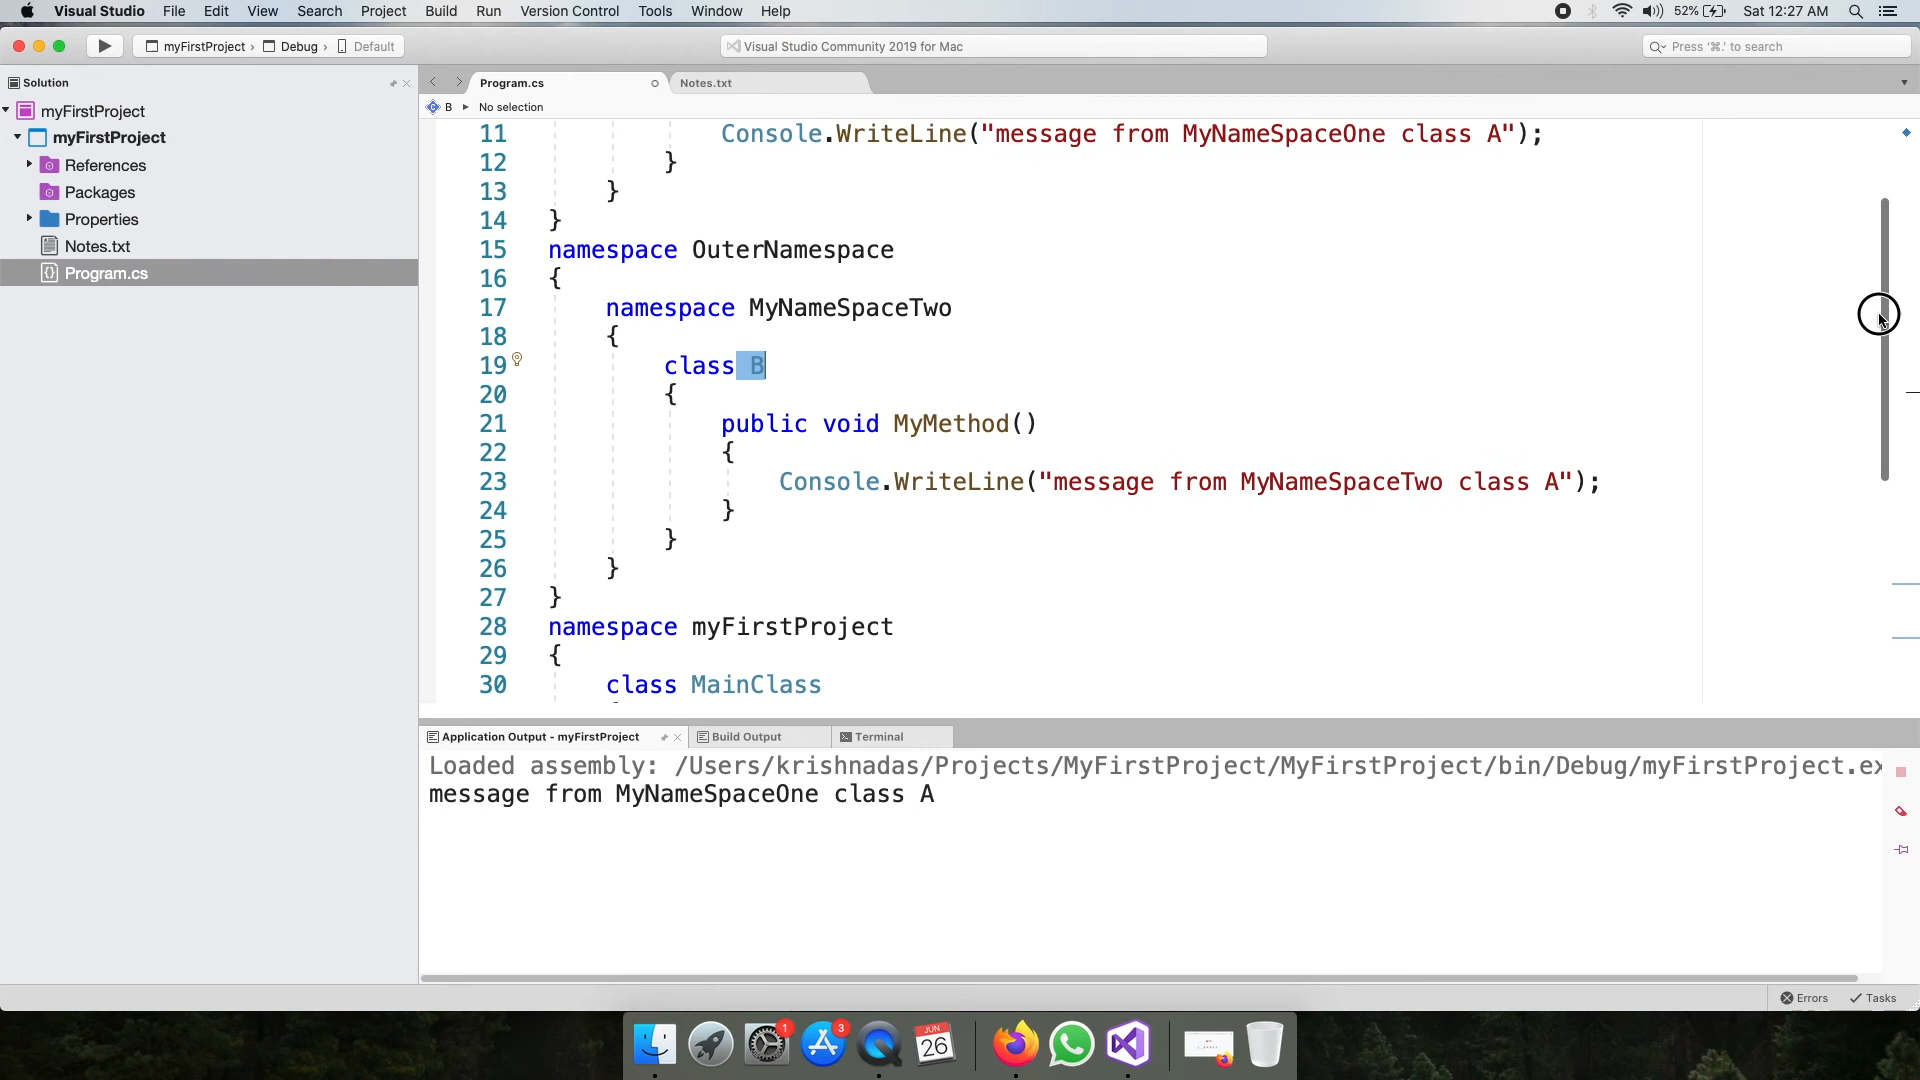 Visual Studio File Edit View Search Project Build Run Version Control Tools Window Help 52% Sat 12:27 AM
myFirstProject › Debug › Default
Visual Studio Community 2019 for Mac
Press '⌘.' to search
Solution
Program.cs
Notes.txt
B ▸ No selection
myFirstProject
myFirstProject
References
Packages
Properties
Notes.txt
Program.cs
11 Console.WriteLine("message from MyNameSpaceOne class A");
12 }
13 }
14 }
15 namespace OuterNamespace
16 {
17 namespace MyNameSpaceTwo
18 {
19 class B
20 {
21 public void MyMethod()
22 {
23 Console.WriteLine("message from MyNameSpaceTwo class A");
24 }
25 }
26 }
27 }
28 namespace myFirstProject
29 {
30 class MainClass
Application Output - myFirstProject
Build Output
Terminal
Loaded assembly: /Users/krishnadas/Projects/MyFirstProject/MyFirstProject/bin/Debug/myFirstProject.ex
message from MyNameSpaceOne class A
Errors
Tasks
1
3
JUN
26